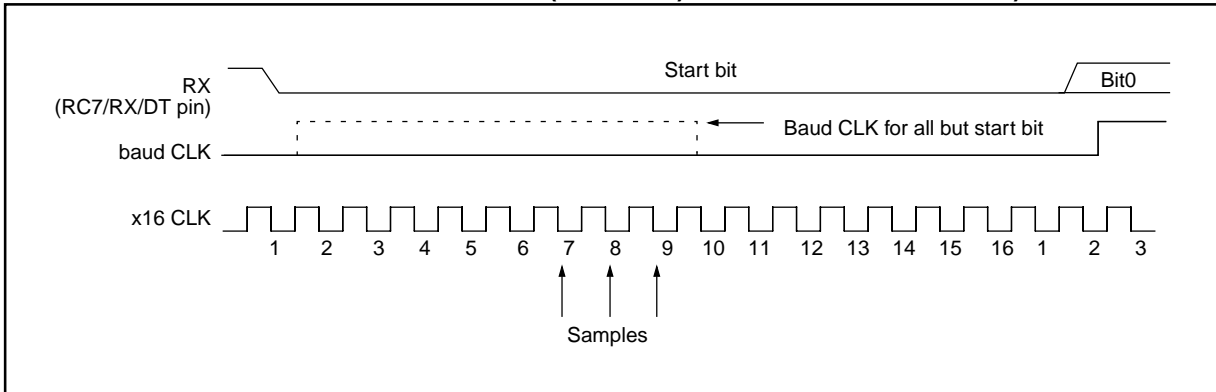 Start bit
RX
(RC7/RX/DT pin)
Bit0
Baud CLK for all but start bit
baud CLK
x16 CLK
1 2 3 4 5 6 7 8 9 10 11 12 13 14 15 16 1 2 3
Samples